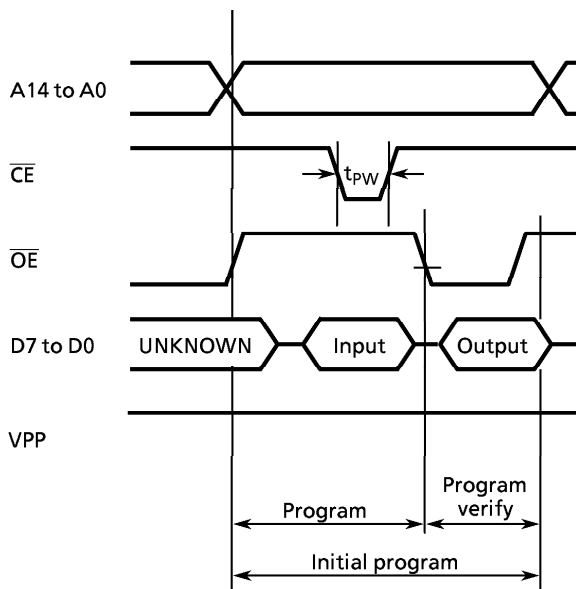 A14 to A0
CE
tPW
OE
D7 to D0
UNKNOWN
Input
Output
VPP
Program
Program
verify
Initial program